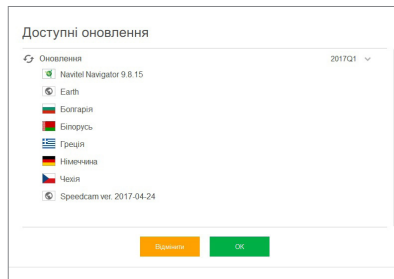 Доступні оновлення
Оновлення 2017Q1
Navitel Navigator 9.8.15
Earth
Болгарія
Білорусь
Греція
Німеччина
Чехія
Speedcam ver. 2017-04-24
Відмінити OK